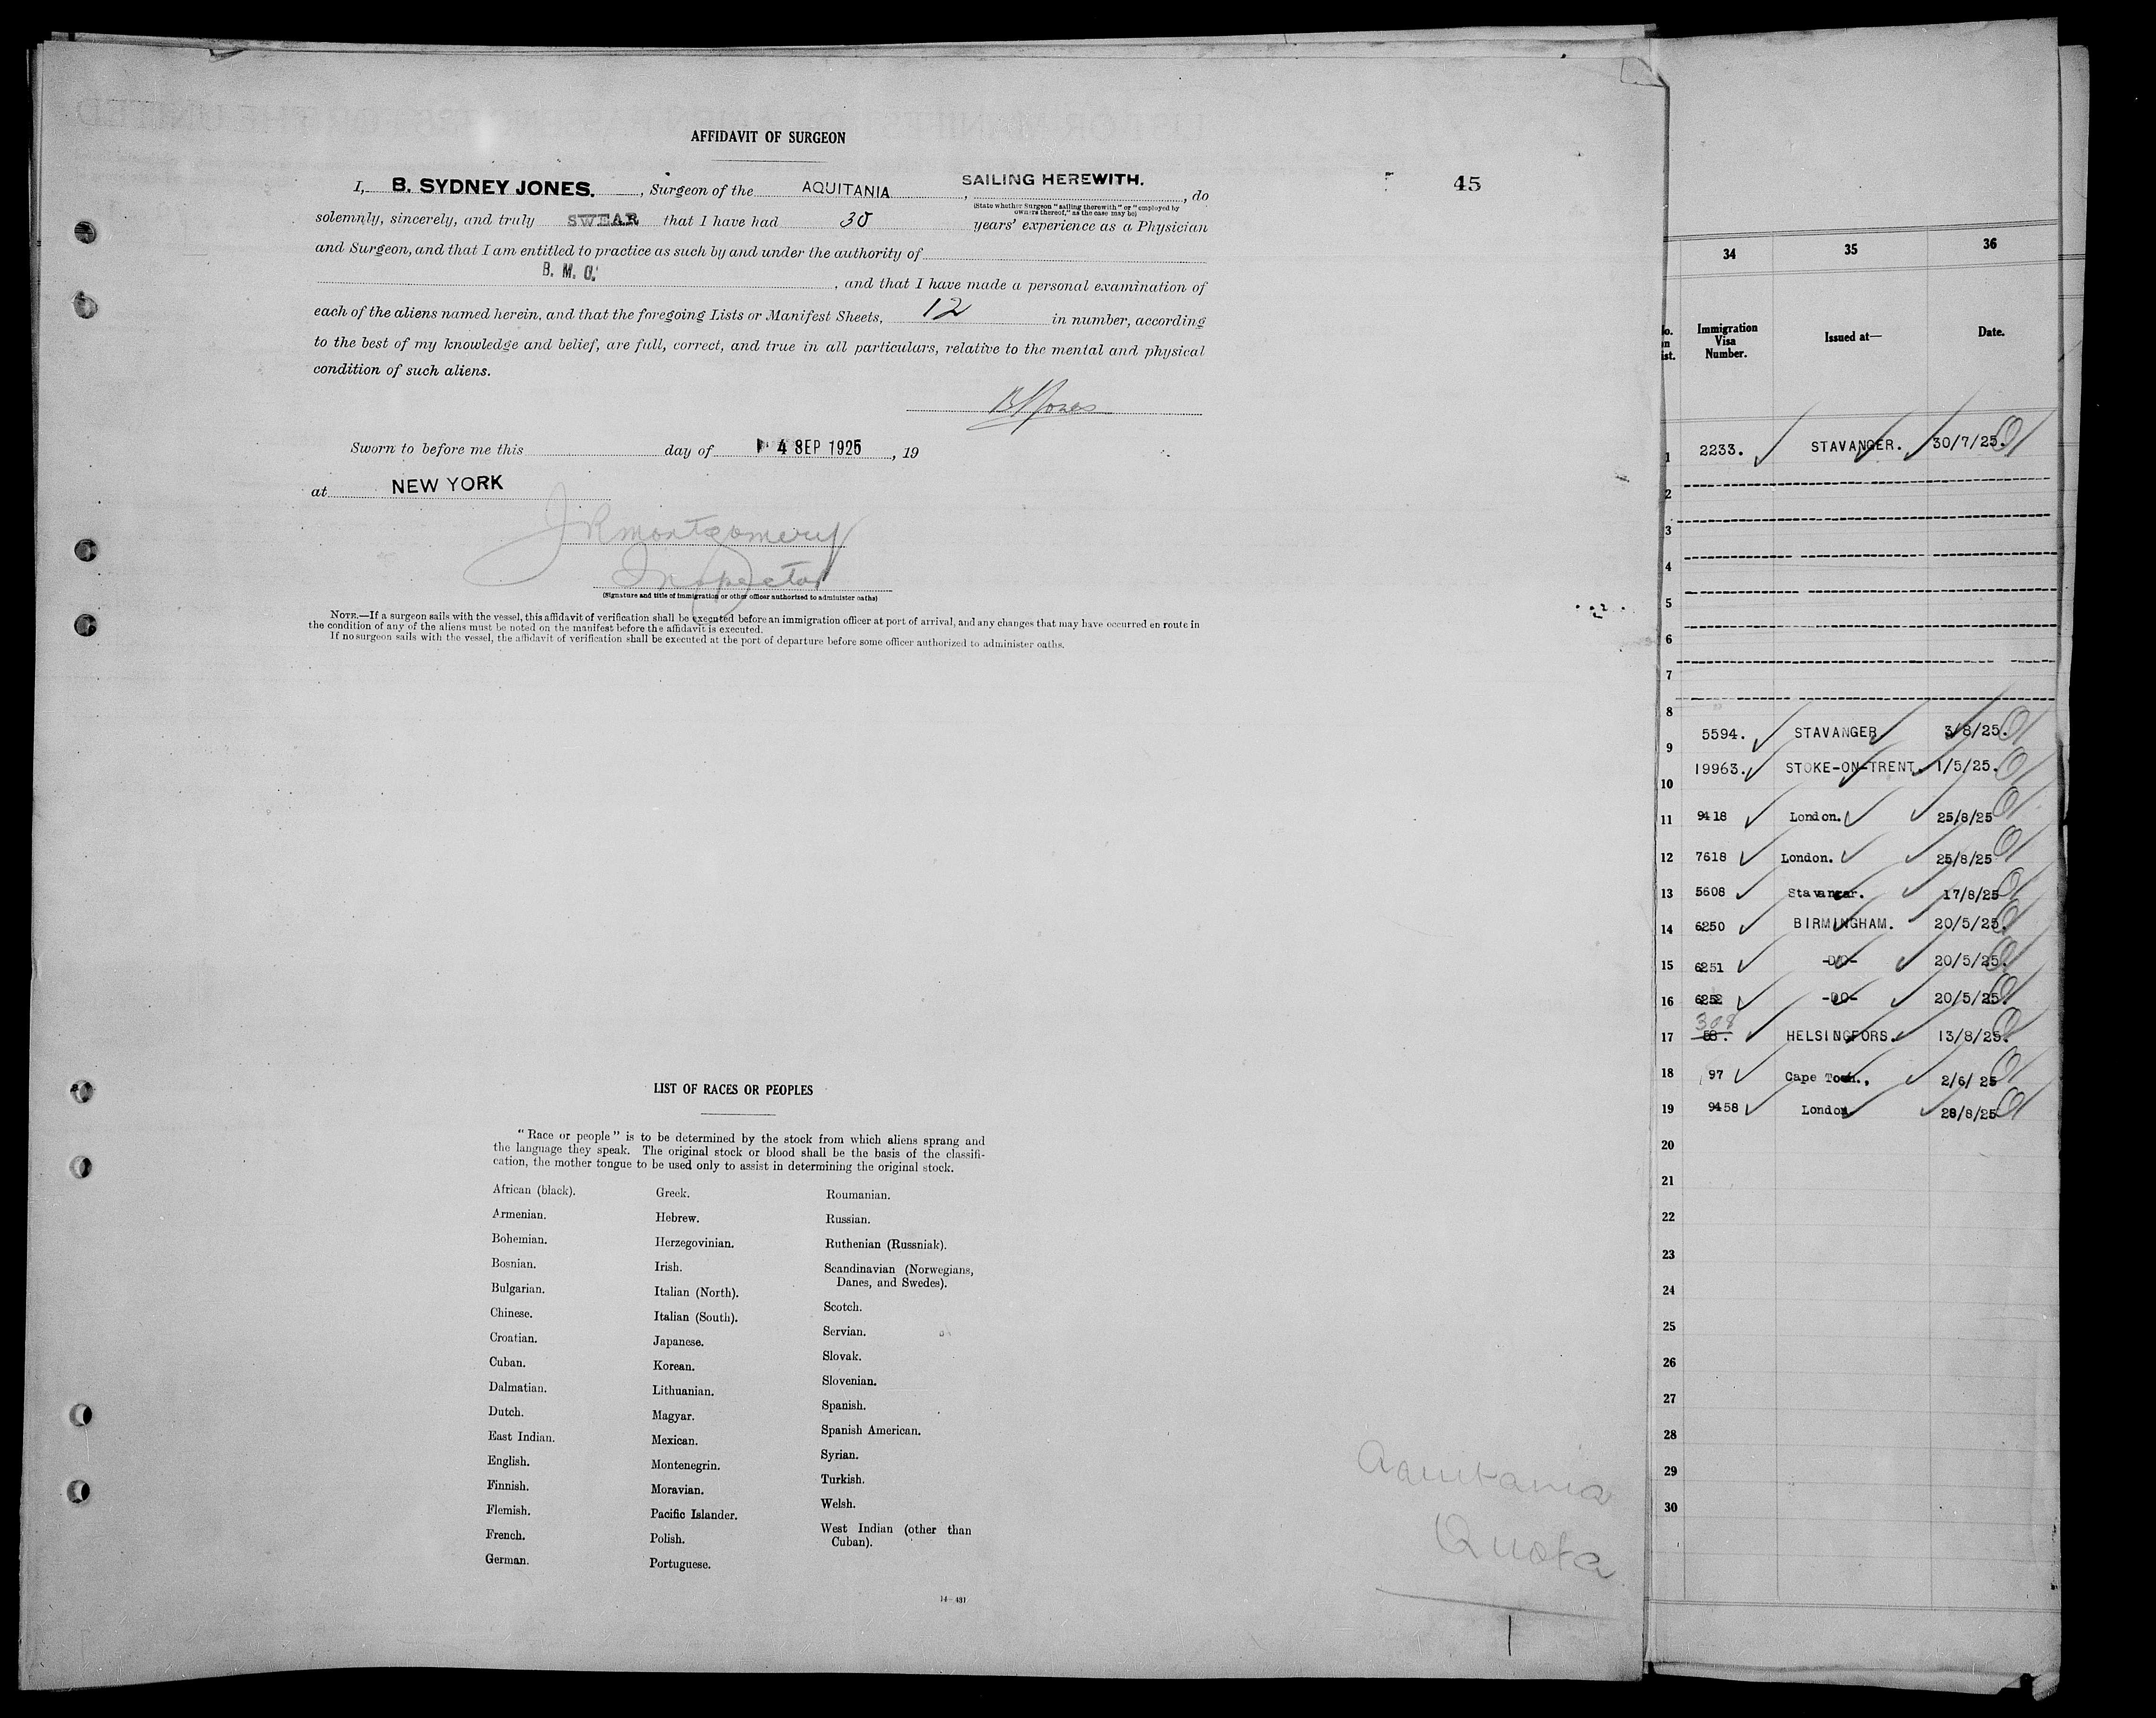 AFFIDAVIT OF SURGEON
I, B. SYDNEY JONES. , Surgeon of the AQUITANIA , SAILING HEREWITH. , do
(State whether Surgeon "sailing therewith" or "employed by
owners thereof," as the case may be)
solemnly, sincerely, and truly SWEAR that I have had 30 years' experience as a Physician
and Surgeon, and that I am entitled to practice as such by and under the authority of
B. M. C. , and that I have made a personal examination of
each of the aliens named herein, and that the foregoing Lists or Manifest Sheets, 12 in number, according
to the best of my knowledge and belief, are full, correct, and true in all particulars, relative to the mental and physical
condition of such aliens.
BSJones
Sworn to before me this day of 4 SEP 1925 , 19
at NEW YORK
JRMontgomery
Inspector
(Signature and title of immigration or other officer authorized to administer oaths)
NOTE.—If a surgeon sails with the vessel, this affidavit of verification shall be executed before an immigration officer at port of arrival, and any changes that may have occurred en route in
the condition of any of the aliens must be noted on the manifest before the affidavit is executed.
If no surgeon sails with the vessel, the affidavit of verification shall be executed at the port of departure before some officer authorized to administer oaths.
45
LIST OF RACES OR PEOPLES
"Race or people" is to be determined by the stock from which aliens sprang and
the language they speak. The original stock or blood shall be the basis of the classifi-
cation, the mother tongue to be used only to assist in determining the original stock.
African (black).
Armenian.
Bohemian.
Bosnian.
Bulgarian.
Chinese.
Croatian.
Cuban.
Dalmatian.
Dutch.
East Indian.
English.
Finnish.
Flemish.
French.
German.
Greek.
Hebrew.
Herzegovinian.
Irish.
Italian (North).
Italian (South).
Japanese.
Korean.
Lithuanian.
Magyar.
Mexican.
Montenegrin.
Moravian.
Pacific Islander.
Polish.
Portuguese.
Roumanian.
Russian.
Ruthenian (Russniak).
Scandinavian (Norwegians,
Danes, and Swedes).
Scotch.
Servian.
Slovak.
Slovenian.
Spanish.
Spanish American.
Syrian.
Turkish.
Welsh.
West Indian (other than
Cuban).
14—431
Aquitania
Quota
1
34 35 36
Immigration
Visa
Number.
Issued at—
Date.
1 2233. STAVANGER. 30/7/25.
2
3
4
5
6
7
8
9 5594. STAVANGER 3/8/25.
10 19963. STOKE-ON-TRENT. 1/5/25.
11 9418 London. 25/8/25
12 7618 London. 25/8/25
13 5608 Stavanger. 17/8/25
14 6250 BIRMINGHAM. 20/5/25.
15 6251 -DO- 20/5/25.
16 6252 -DO- 20/5/25.
308
17 58. HELSINGFORS. 13/8/25.
18 97 Cape Town., 2/6/ 25
19 9458 London 28/8/25
20
21
22
23
24
25
26
27
28
29
30